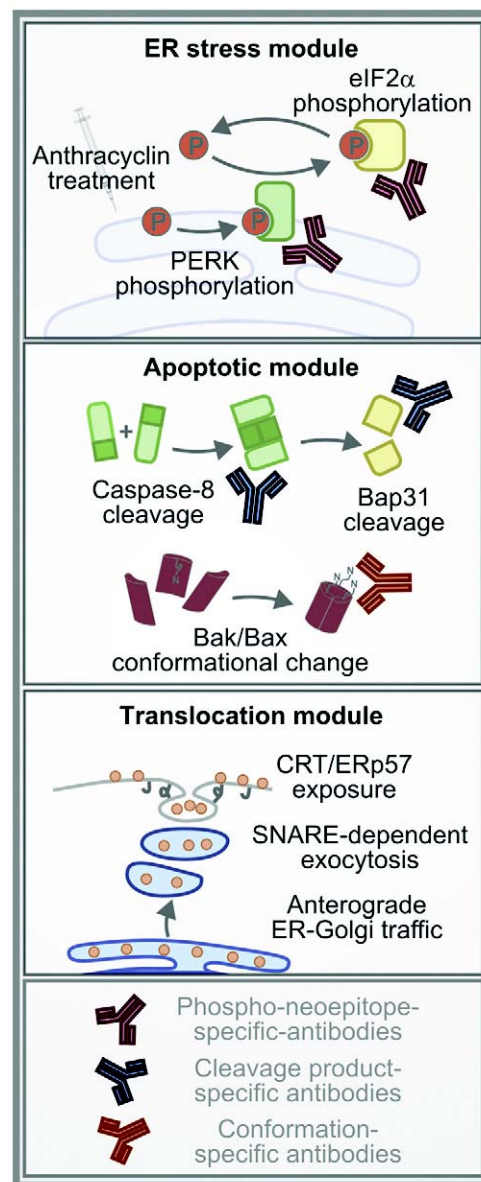 ER stress module
eIF2α
phosphorylation
P
P
Anthracyclin
treatment
P
P
PERK
phosphorylation
Apoptotic module
+
Caspase-8
cleavage
Bap31
cleavage
N
N
N
N
Bak/Bax
conformational change
Translocation module
CRT/ERp57
exposure
SNARE-dependent
exocytosis
Anterograde
ER-Golgi traffic
Phospho-neoepitope-
specific-antibodies
Cleavage product-
specific antibodies
Conformation-
specific antibodies